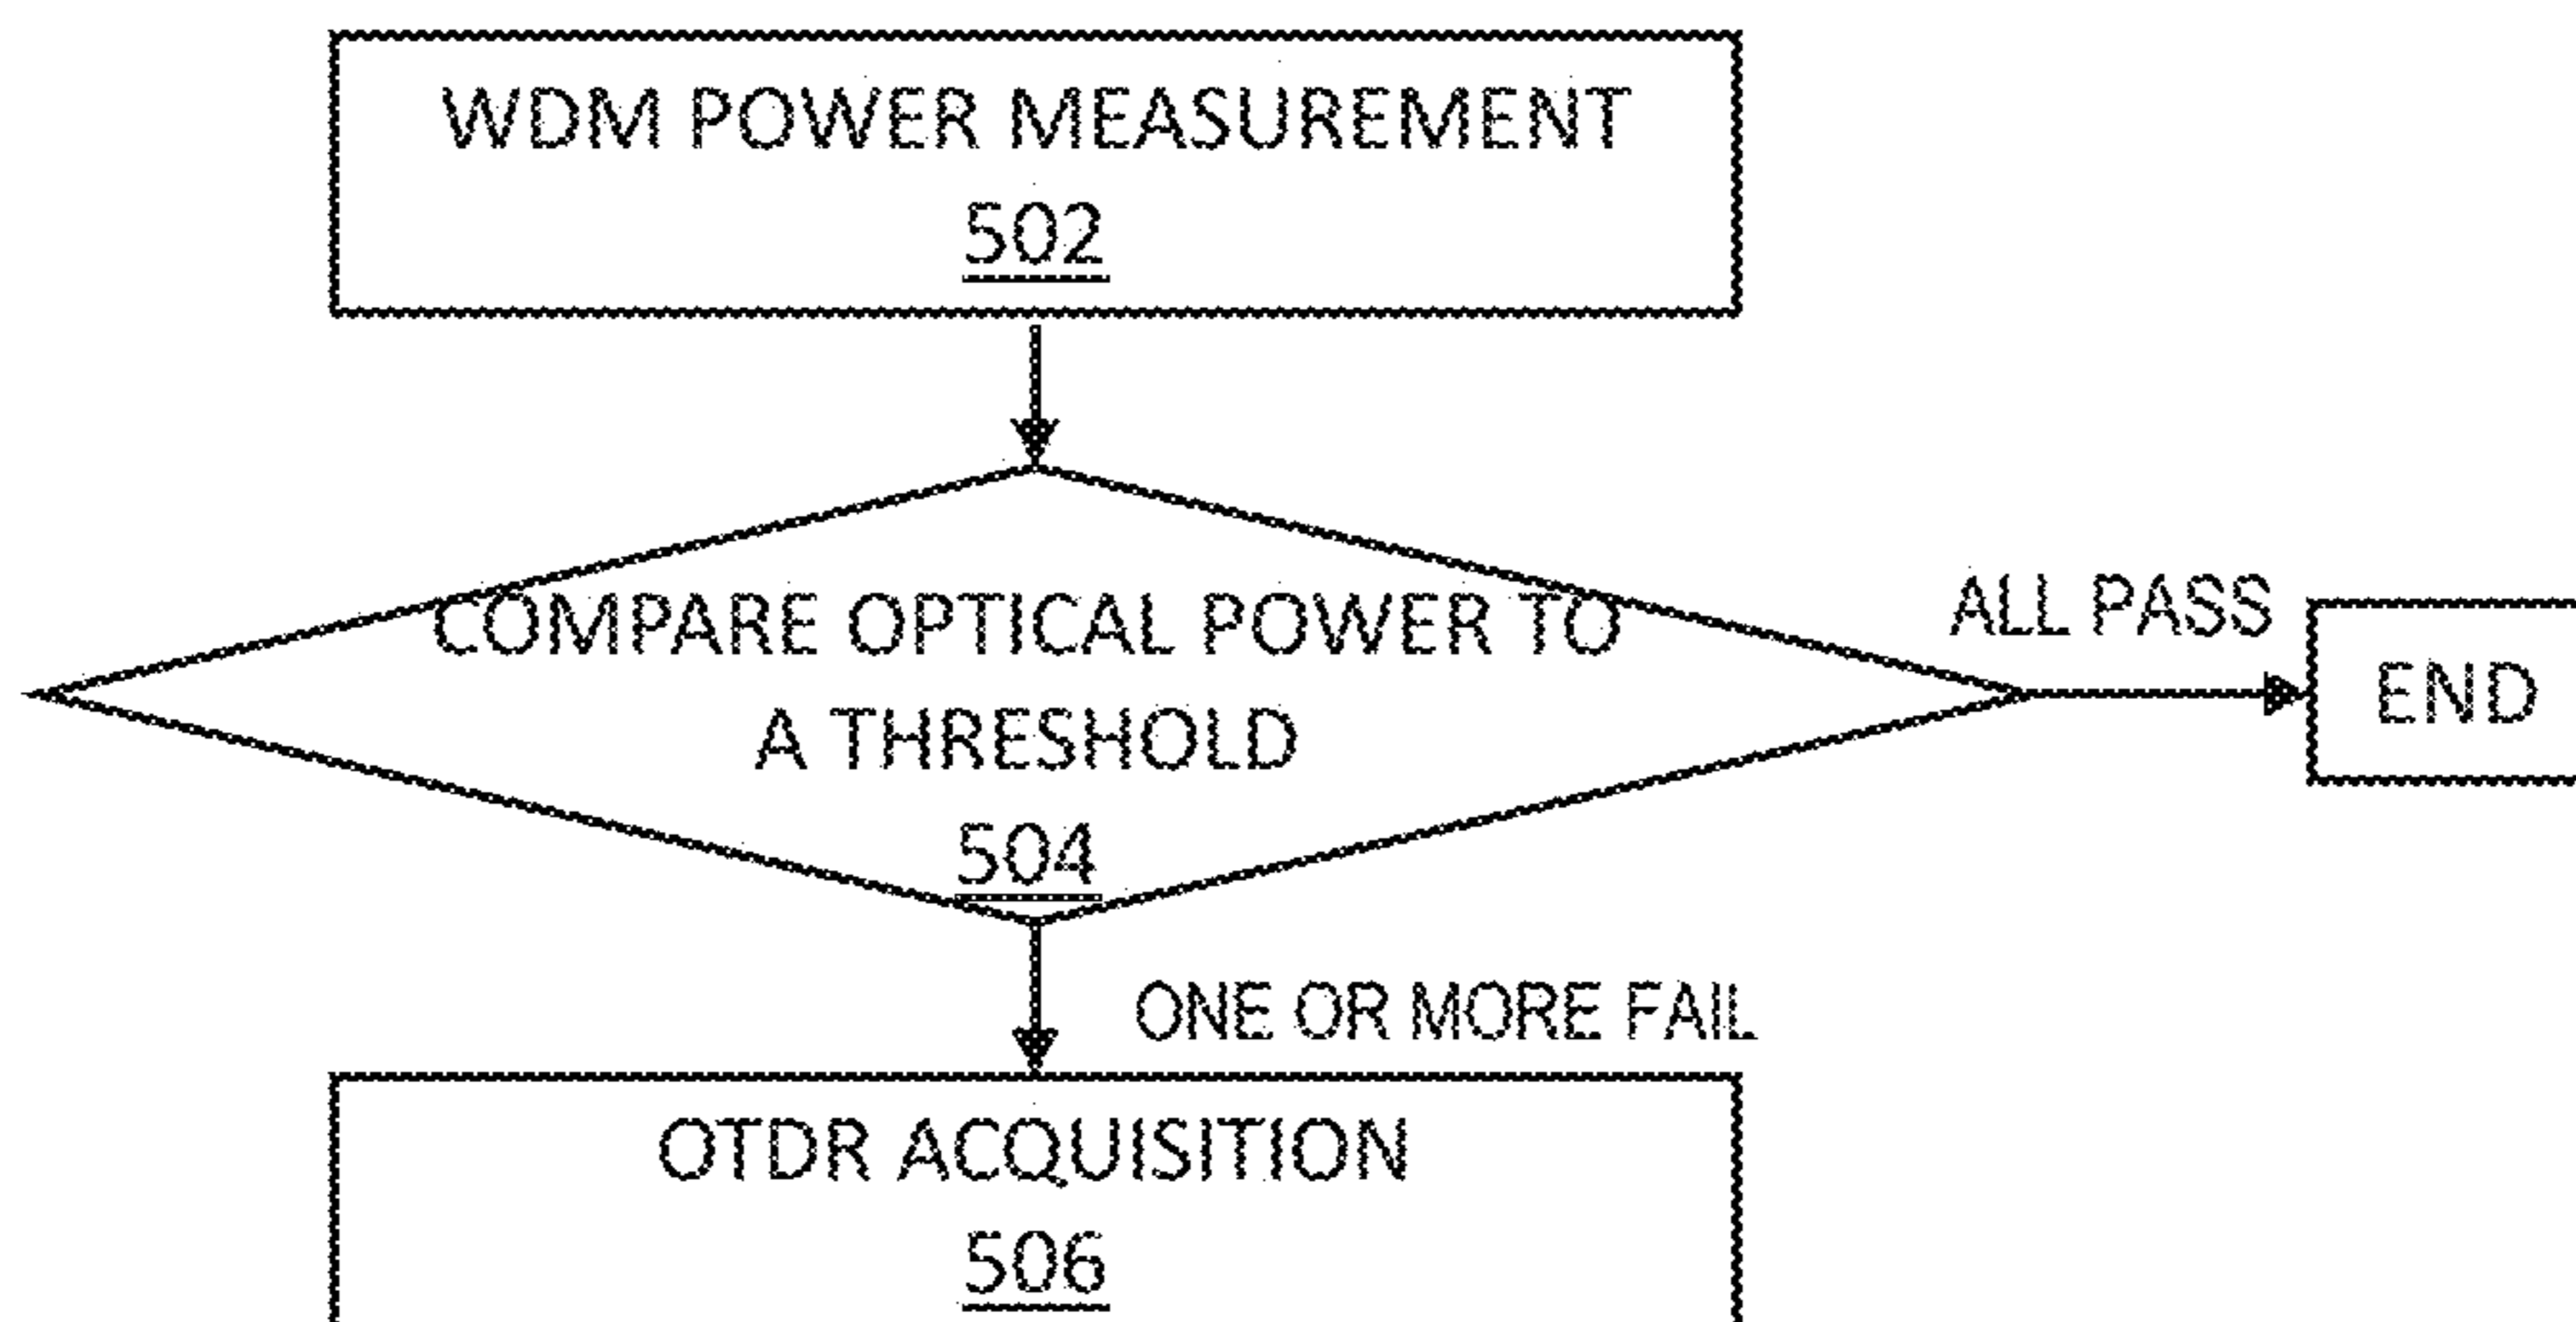 WDM POWER MEASUREMENT
502
COMPARE OPTICAL POWER TO
A THRESHOLD
504
ALL PASS
END
ONE OR MORE FAIL
OTDR ACQUISITION
506